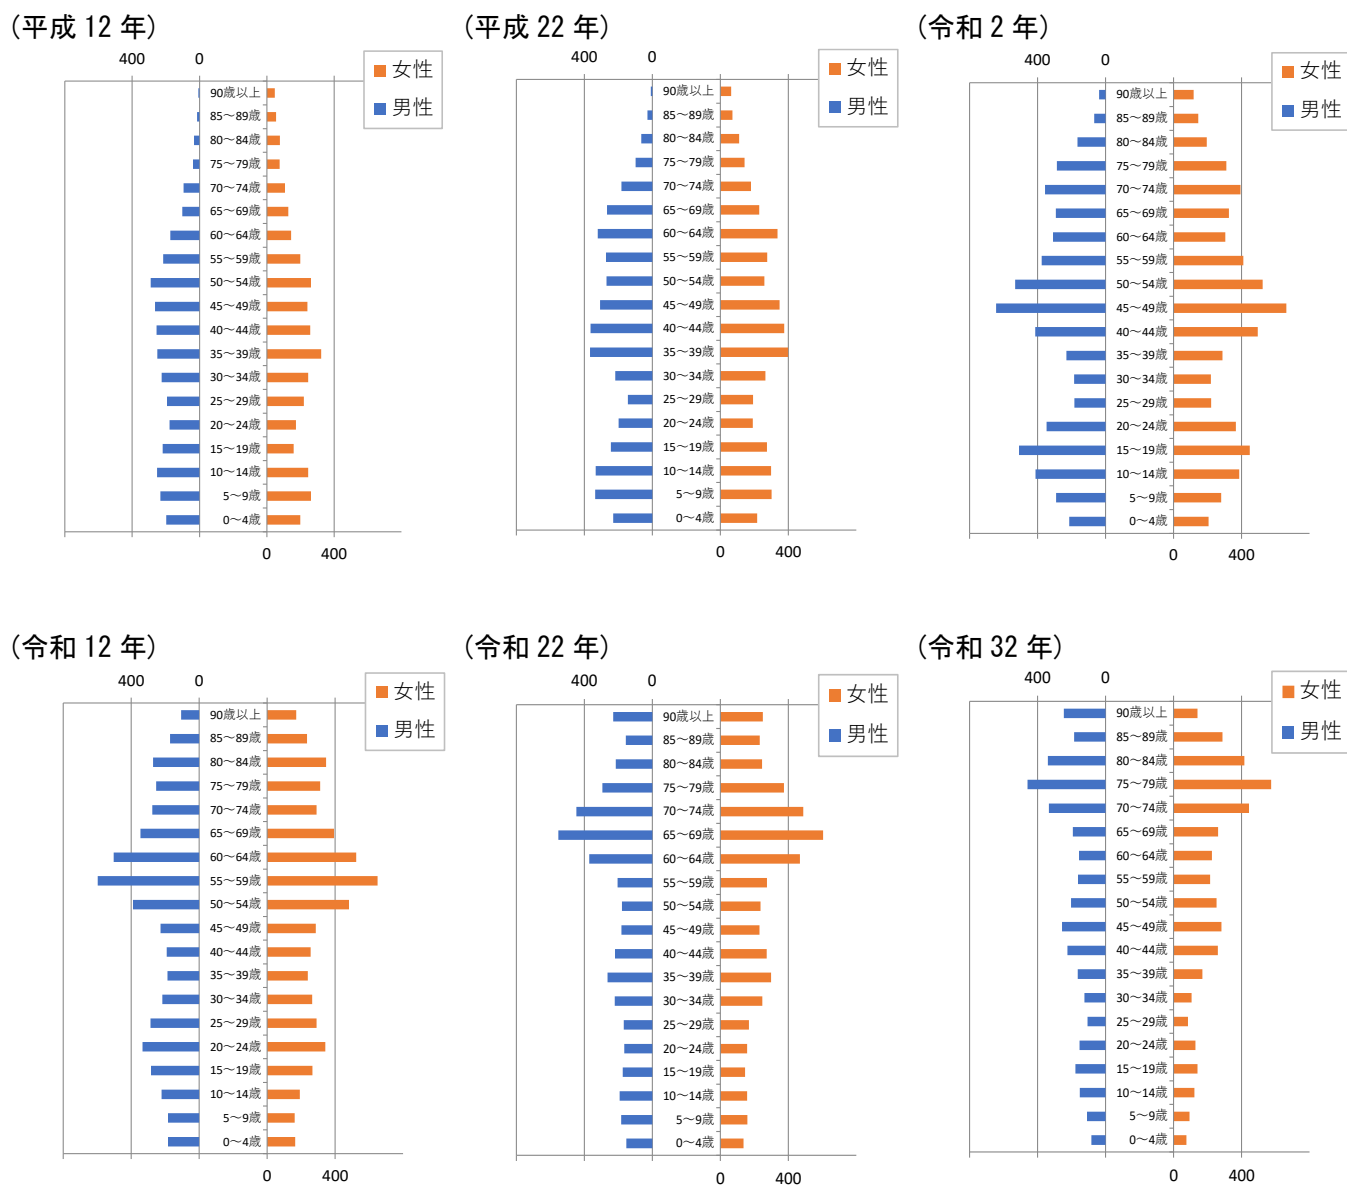 (平成 12 年)
400 0
女性
男性
90歳以上
85～89歳
80～84歳
75～79歳
70～74歳
65～69歳
60～64歳
55～59歳
50～54歳
45～49歳
40～44歳
35～39歳
30～34歳
25～29歳
20～24歳
15～19歳
10～14歳
5～9歳
0～4歳
0 400
(平成 22 年)
400 0
女性
男性
90歳以上
85～89歳
80～84歳
75～79歳
70～74歳
65～69歳
60～64歳
55～59歳
50～54歳
45～49歳
40～44歳
35～39歳
30～34歳
25～29歳
20～24歳
15～19歳
10～14歳
5～9歳
0～4歳
0 400
(令和 2 年)
400 0
女性
男性
90歳以上
85～89歳
80～84歳
75～79歳
70～74歳
65～69歳
60～64歳
55～59歳
50～54歳
45～49歳
40～44歳
35～39歳
30～34歳
25～29歳
20～24歳
15～19歳
10～14歳
5～9歳
0～4歳
0 400
(令和 12 年)
400 0
女性
男性
90歳以上
85～89歳
80～84歳
75～79歳
70～74歳
65～69歳
60～64歳
55～59歳
50～54歳
45～49歳
40～44歳
35～39歳
30～34歳
25～29歳
20～24歳
15～19歳
10～14歳
5～9歳
0～4歳
0 400
(令和 22 年)
400 0
女性
男性
90歳以上
85～89歳
80～84歳
75～79歳
70～74歳
65～69歳
60～64歳
55～59歳
50～54歳
45～49歳
40～44歳
35～39歳
30～34歳
25～29歳
20～24歳
15～19歳
10～14歳
5～9歳
0～4歳
0 400
(令和 32 年)
400 0
女性
男性
90歳以上
85～89歳
80～84歳
75～79歳
70～74歳
65～69歳
60～64歳
55～59歳
50～54歳
45～49歳
40～44歳
35～39歳
30～34歳
25～29歳
20～24歳
15～19歳
10～14歳
5～9歳
0～4歳
0 400